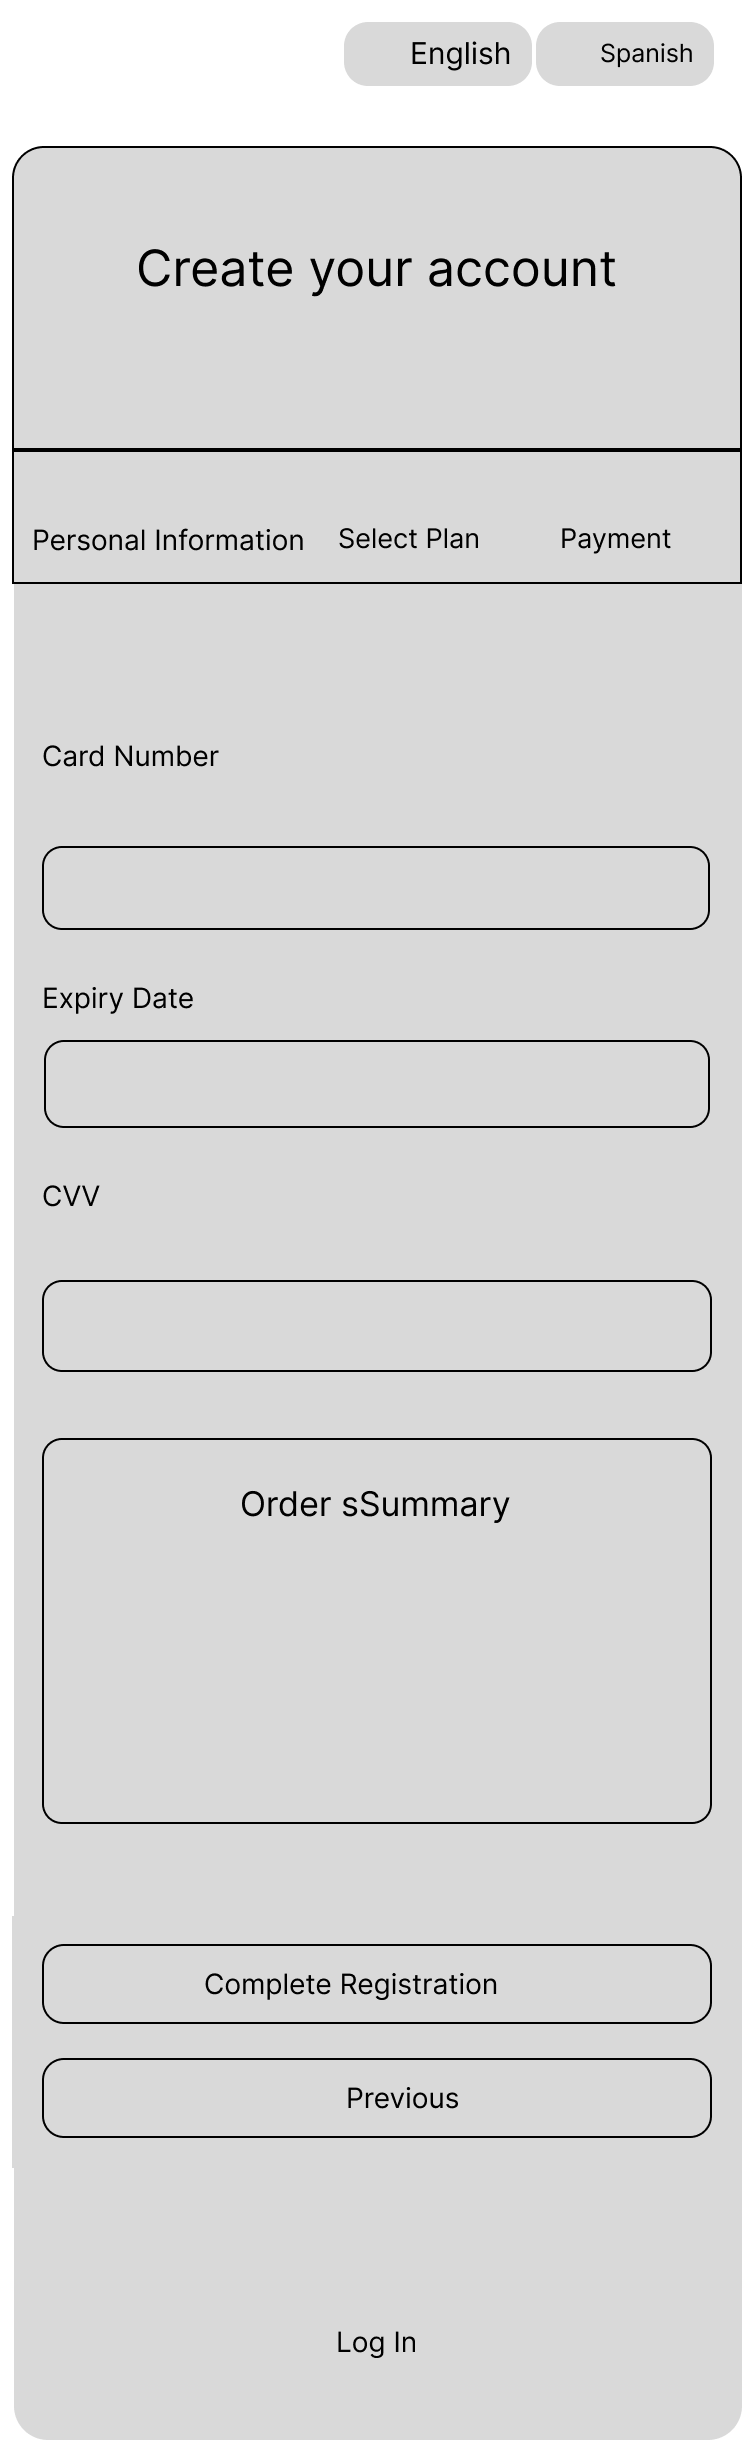 English Spanish
Create your account
Personal Information Select Plan Payment
Card Number
Expiry Date
CVV
Order sSummary
Complete Registration
Previous
Log In